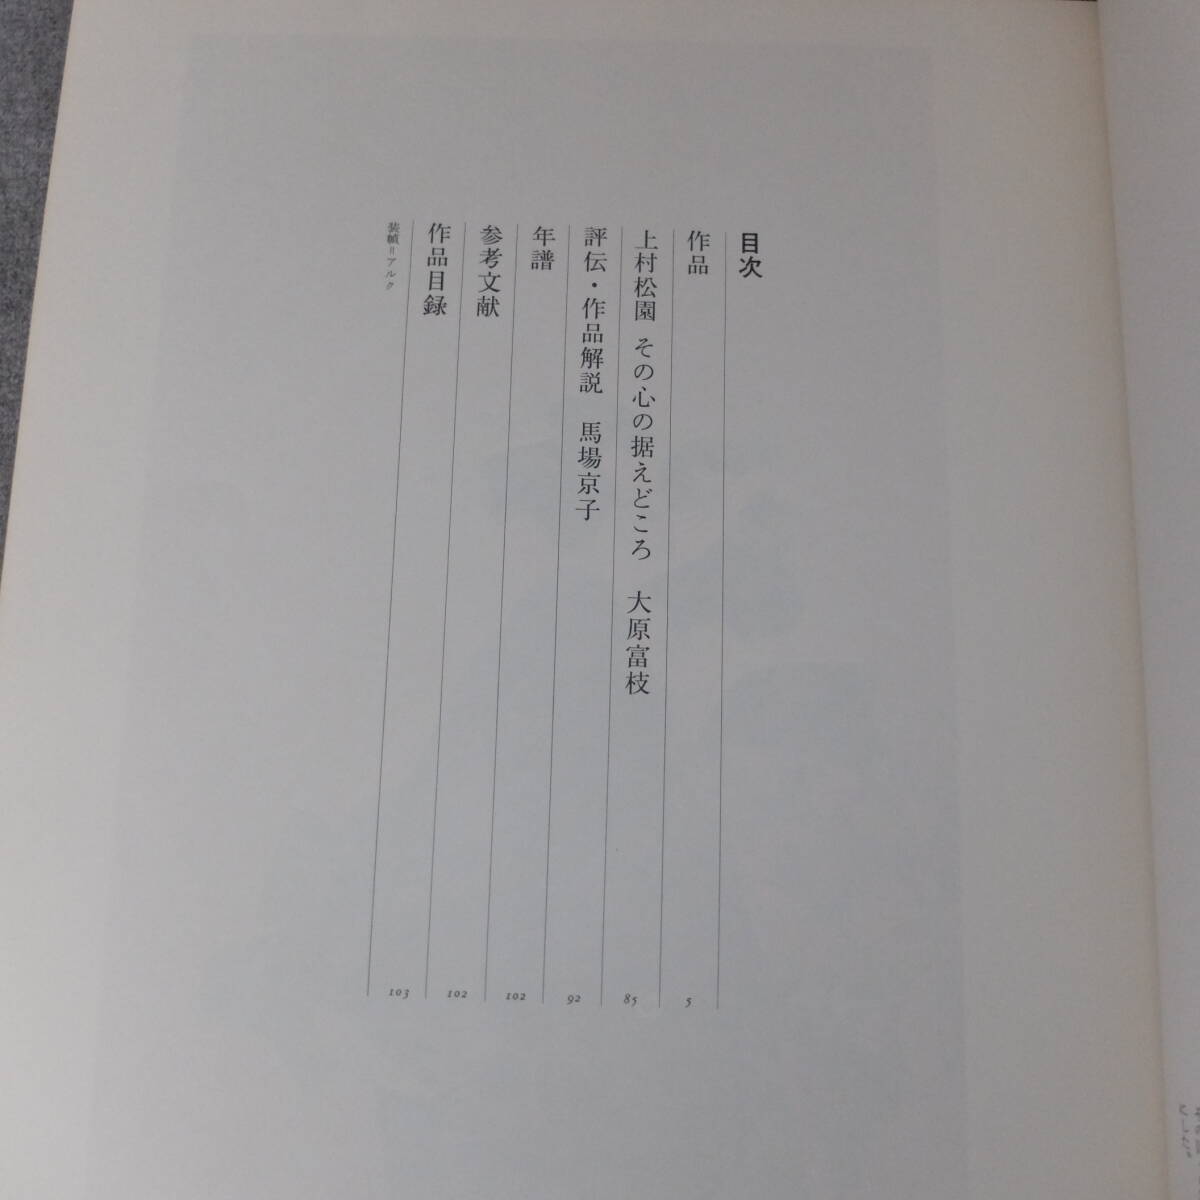 目次
作品 5
上村松園 その心の据えどころ 大原富枝 85
評伝・作品解説 馬場京子 92
年譜 102
参考文献 102
作品目録 103
装幀=アルク